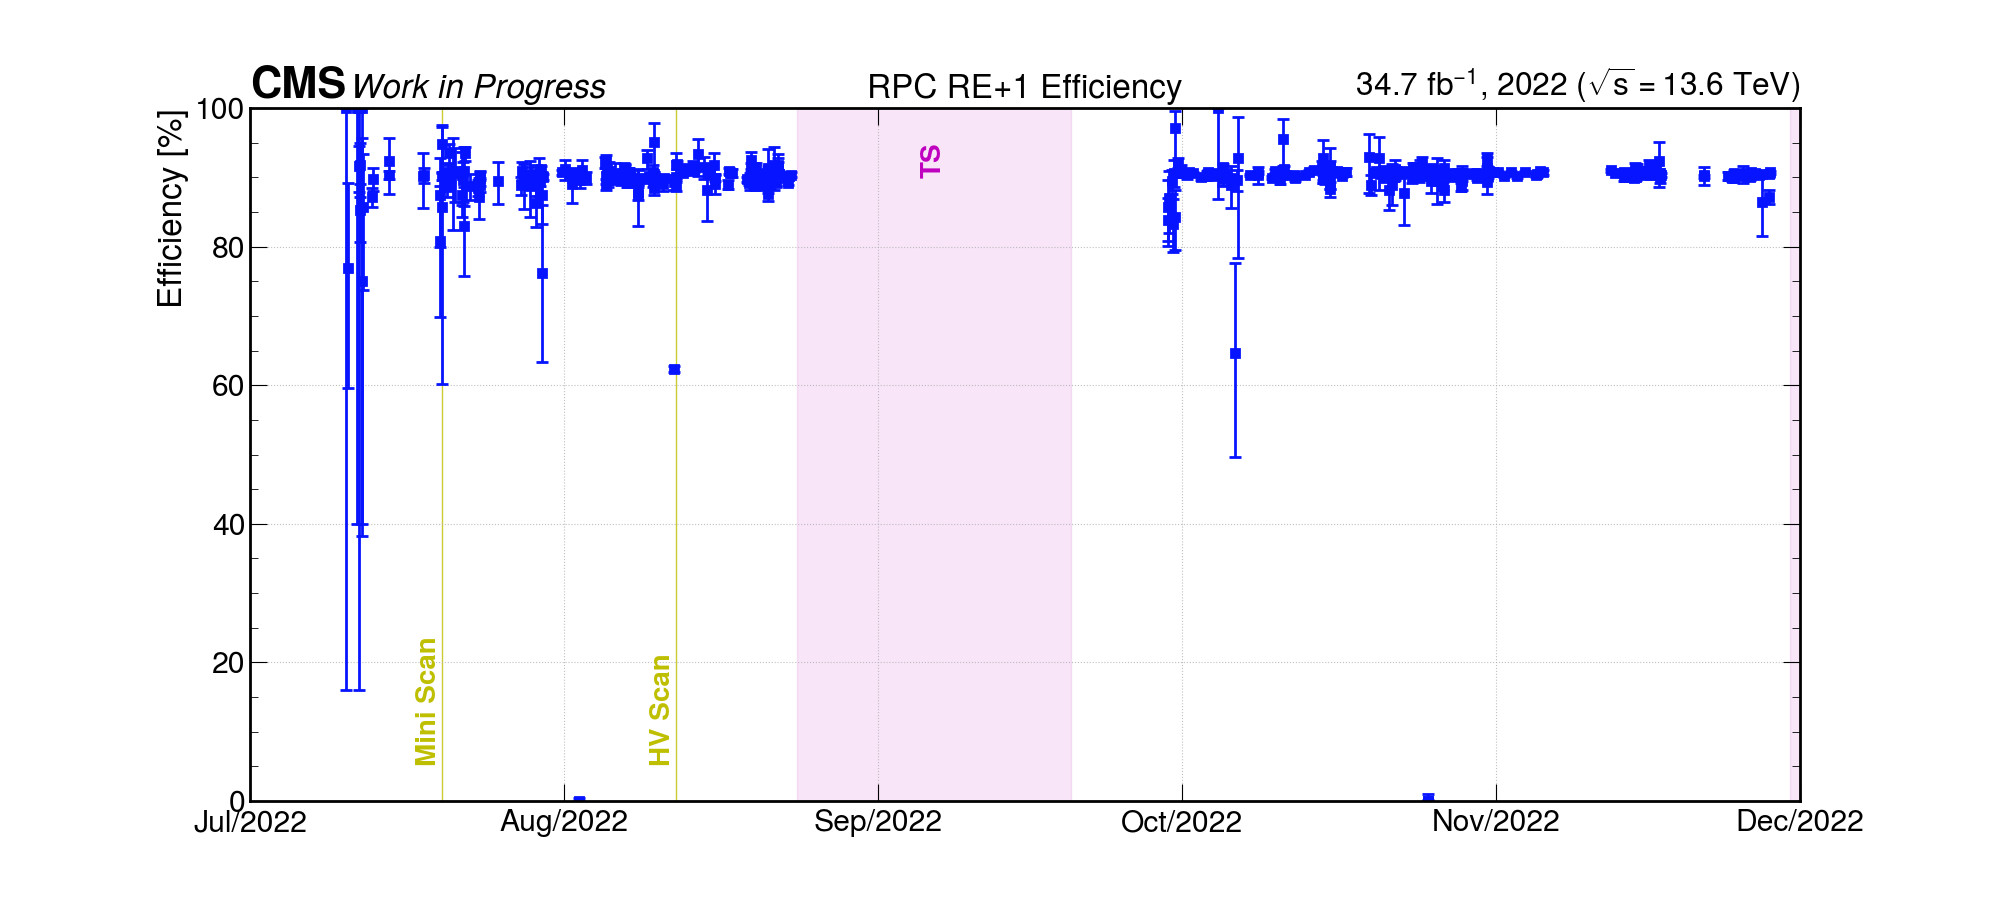 CMS Work in Progress RPC RE+1 Efficiency 34.7 fb⁻¹, 2022 (√s = 13.6 TeV)
Efficiency [%]
100
80
60
40
20
0
TS
Mini Scan
HV Scan
Jul/2022 Aug/2022 Sep/2022 Oct/2022 Nov/2022 Dec/2022